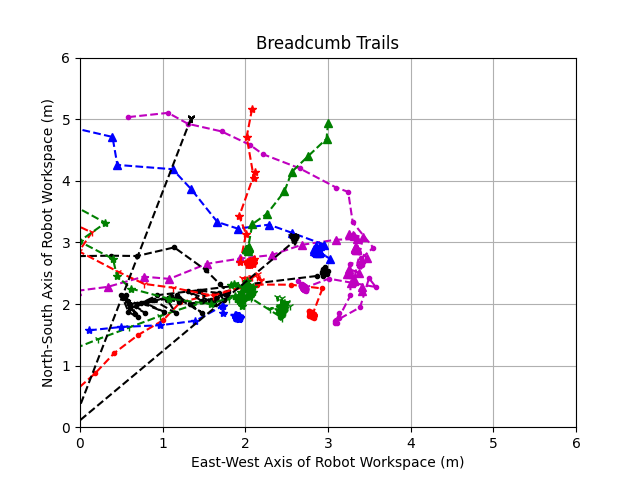 Breadcumb Trails
North-South Axis of Robot Workspace (m)
6
5
4
3
2
1
0
0 1 2 3 4 5 6
East-West Axis of Robot Workspace (m)